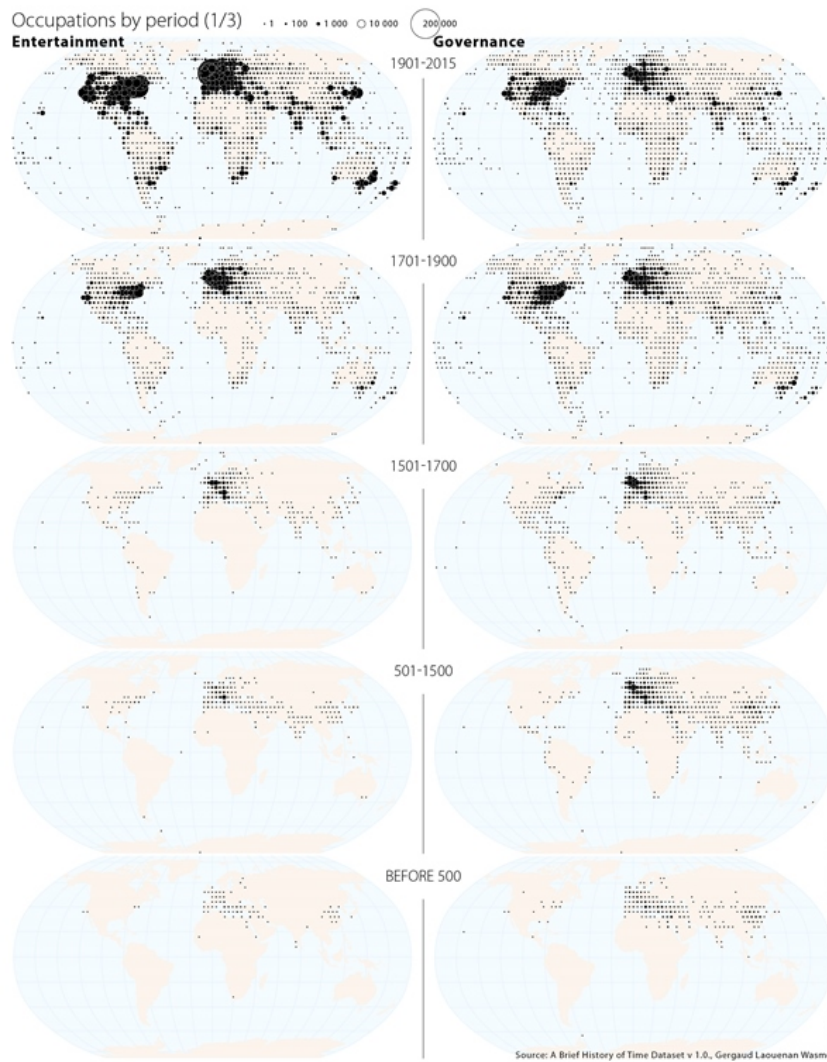 Occupations by period (1/3) 1 100 1 000 10 000 200 000
Entertainment Governance
1901-2015
1701-1900
1501-1700
501-1500
BEFORE 500
Source: A Brief History of Time Dataset v 1.0., Gergaud Laouenan Wasm